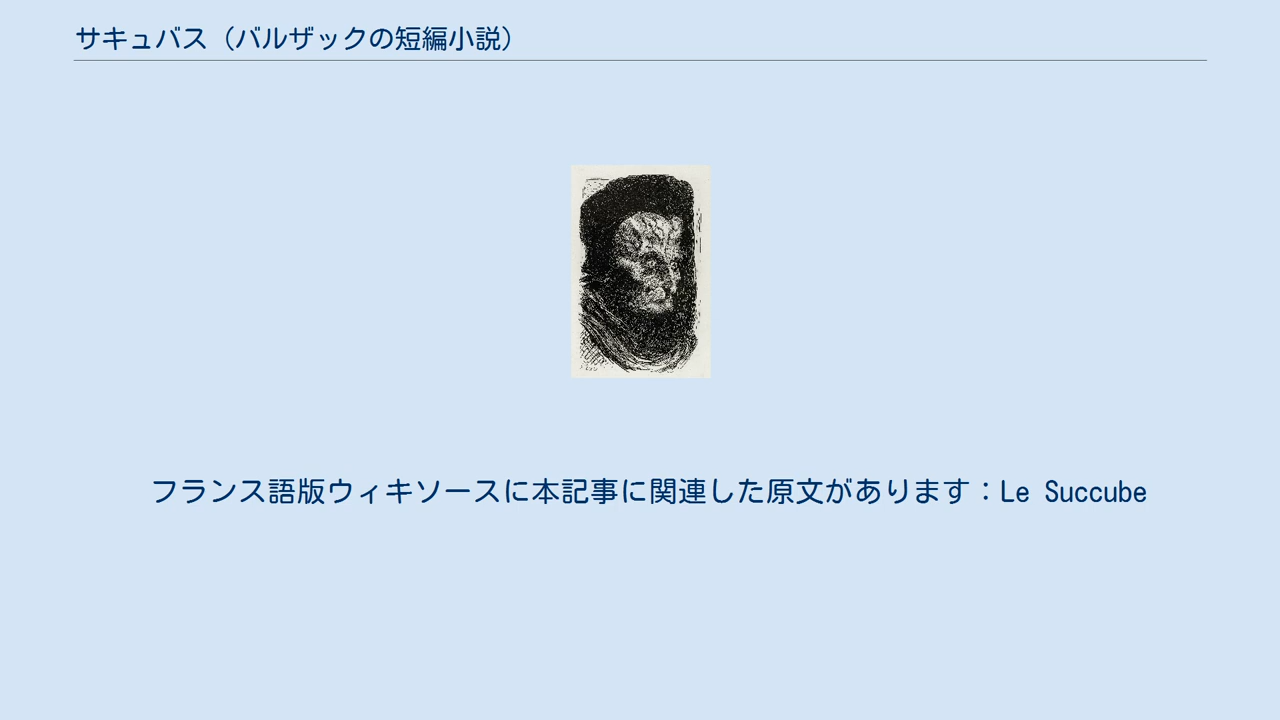 サキュバス（バルザックの短編小説）
フランス語版ウィキソースに本記事に関連した原文があります：Le Succube